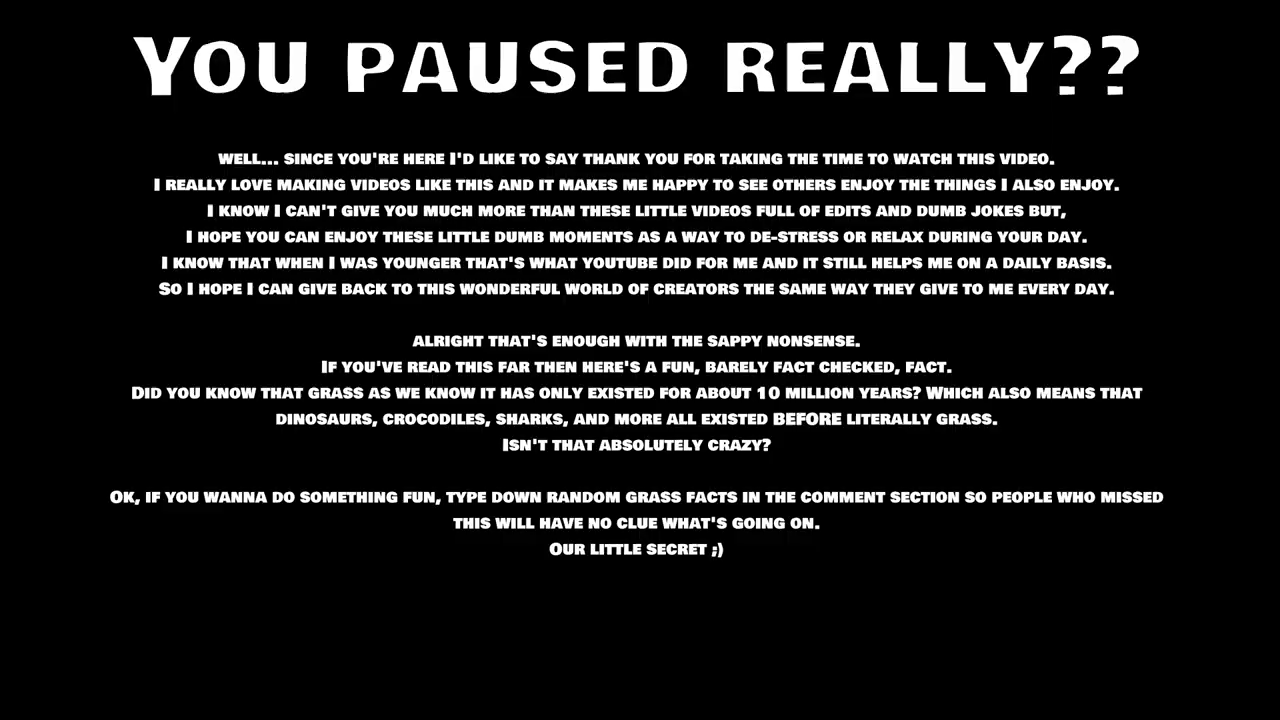 You paused really??
well... since you're here I'd like to say thank you for taking the time to watch this video.
I really love making videos like this and it makes me happy to see others enjoy the things I also enjoy.
I know I can't give you much more than these little videos full of edits and dumb jokes but,
I hope you can enjoy these little dumb moments as a way to de-stress or relax during your day.
I know that when I was younger that's what youtube did for me and it still helps me on a daily basis.
So I hope I can give back to this wonderful world of creators the same way they give to me every day.
alright that's enough with the sappy nonsense.
If you've read this far then here's a fun, barely fact checked, fact.
Did you know that grass as we know it has only existed for about 10 million years? Which also means that
dinosaurs, crocodiles, sharks, and more all existed BEFORE literally grass.
Isn't that absolutely crazy?
Ok, if you wanna do something fun, type down random grass facts in the comment section so people who missed
this will have no clue what's going on.
Our little secret ;)